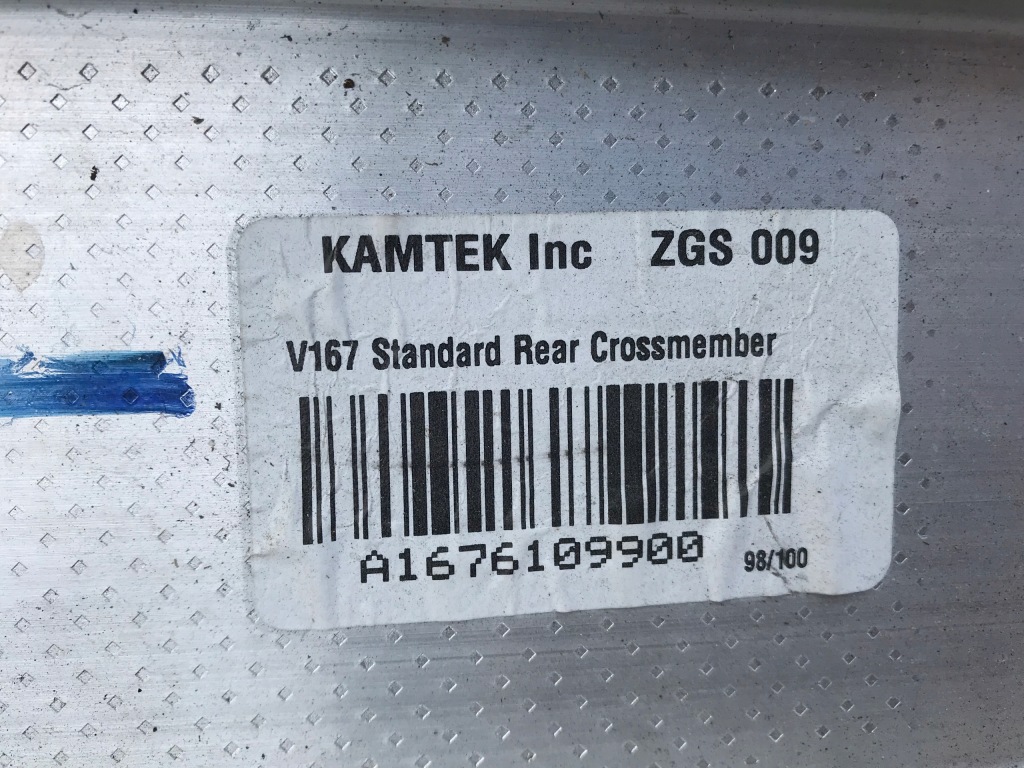 KAMTEK Inc ZGS 009
V167 Standard Rear Crossmember
A1676109900 98/100